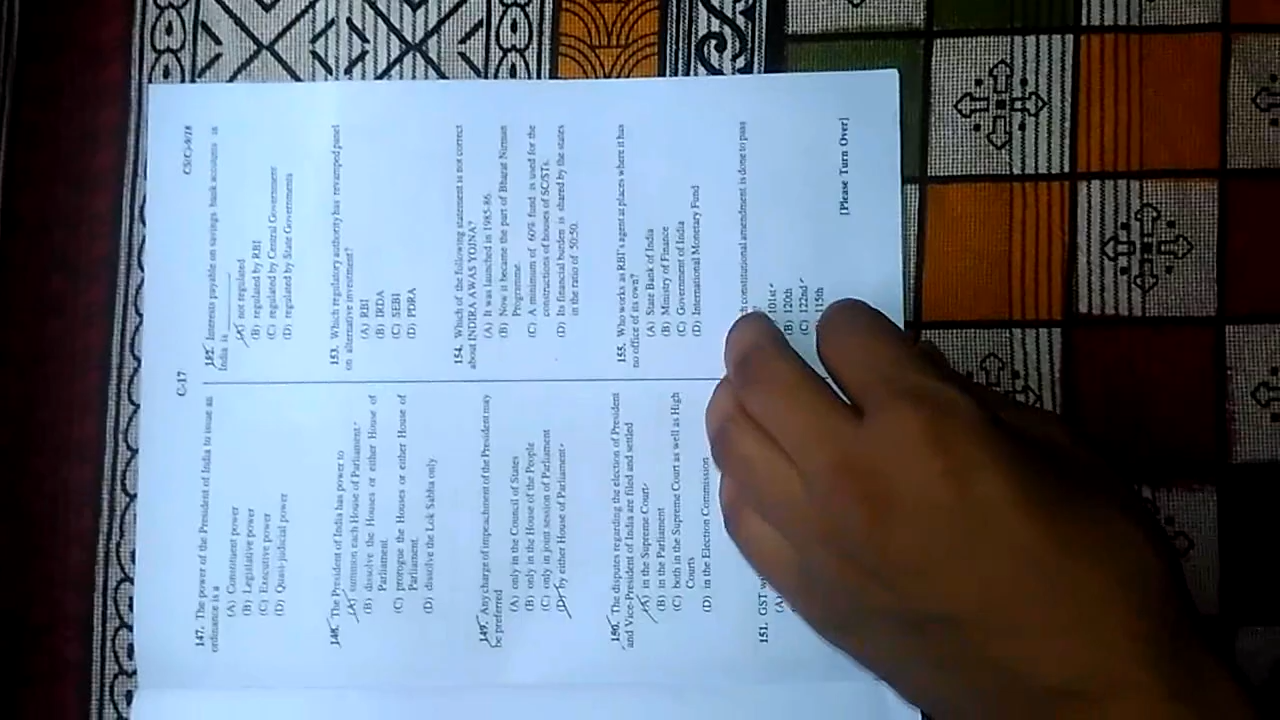 C-17
CS(C)-8/18
147. The power of the President of India to issue an
ordinance is a
(A) Constituent power
(B) Legislative power
(C) Executive power
(D) Quasi-judicial power
148. The President of India has power to
(A) summon each House of Parliament.
(B) dissolve the Houses or either House of
Parliament.
(C) prorogue the Houses or either House of
Parliament.
(D) dissolve the Lok Sabha only
149. Any charge of impeachment of the President may
be preferred
(A) only in the Council of States
(B) only in the House of the People
(C) only in joint session of Parliament
(D) by either House of Parliament
150. The disputes regarding the election of President
and Vice-President of India are filed and settled
(A) in the Supreme Court
(B) in the Parliament
(C) both in the Supreme Court as well as High
Courts
(D) in the Election Commission
151. GST
(A)
152. Interest payable on savings bank accounts in
India is
(A) not regulated
(B) regulated by RBI
(C) regulated by Central Government
(D) regulated by State Governments
153. Which regulatory authority has revamped panel
on alternative investment?
(A) RBI
(B) IRDA
(C) SEBI
(D) PDRA
154. Which of the following statement is not correct
about INDIRA AWAS YOJNA?
(A) It was launched in 1985-86.
(B) Now it became the part of Bharat Nirman
Programme.
(C) A minimum of 60% fund is used for the
constructions of houses of SC/STs.
(D) Its financial burden is shared by the states
in the ratio of 50:50.
155. Who works as RBI's agent at places where it has
no office of its own?
(A) State Bank of India
(B) Ministry of Finance
(C) Government of India
(D) International Monetary Fund
constitutional amendment is done to pass
101st
(B) 120th
(C) 122nd
115th
[Please Turn Over]